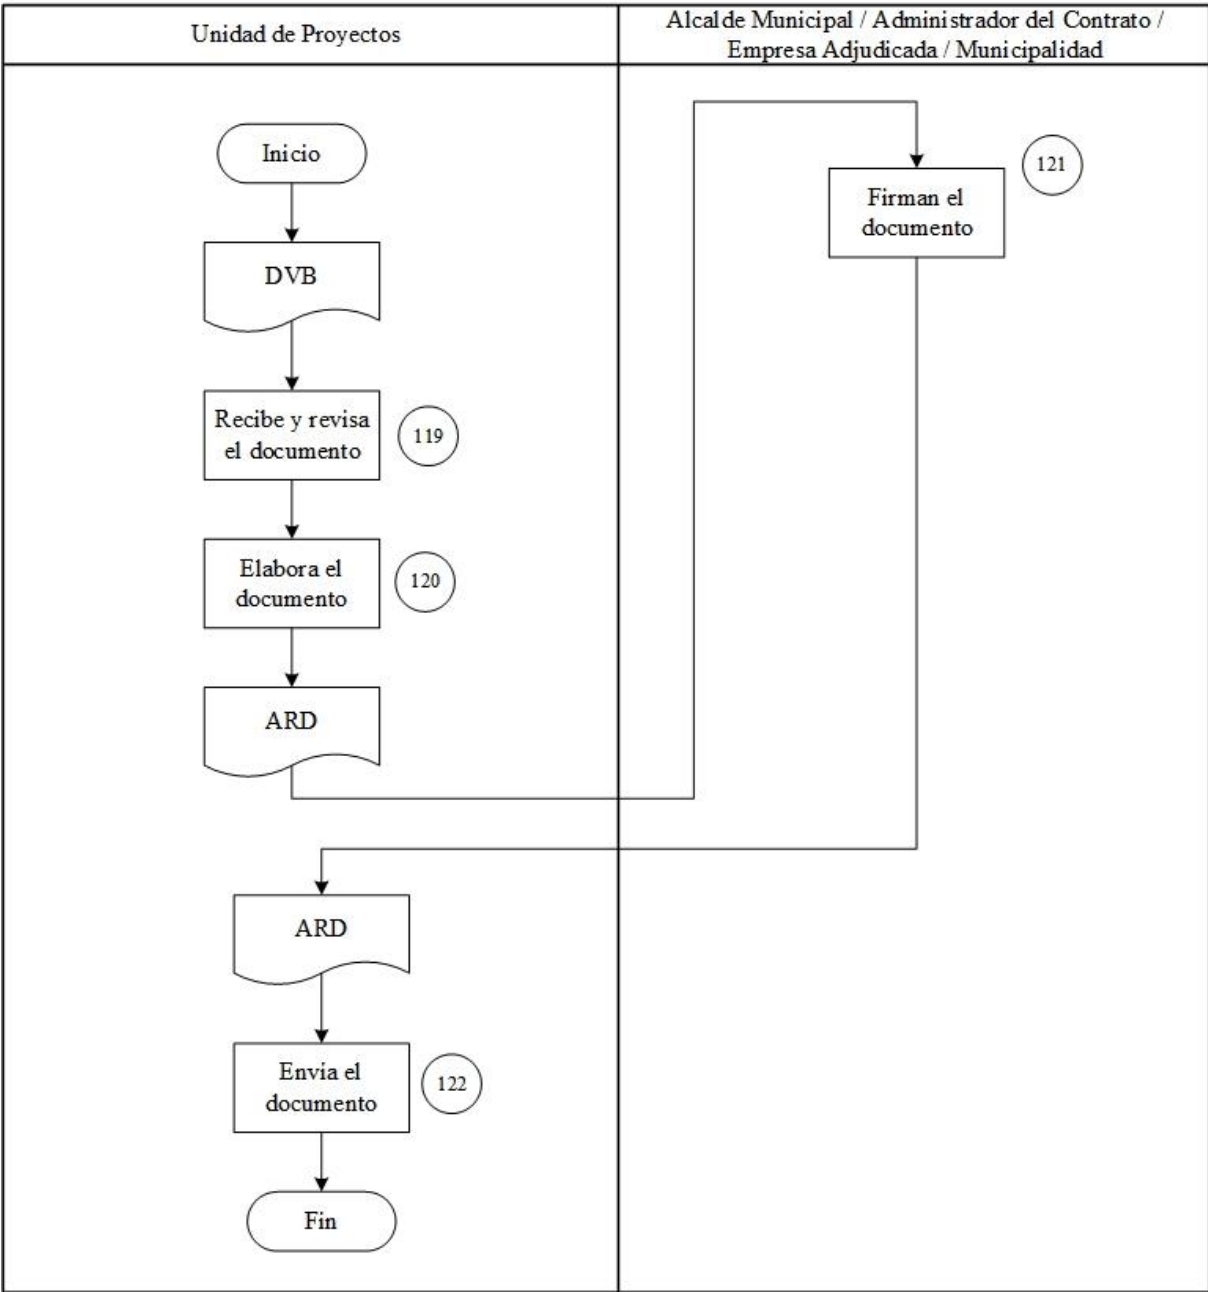 Unidad de Proyectos
Alcalde Municipal / Administrador del Contrato /
Empresa Adjudicada / Municipalidad
Inicio
DVB
Recibe y revisa
el documento
119
Elabora el
documento
120
ARD
Firman el
documento
121
ARD
Envía el
documento
122
Fin